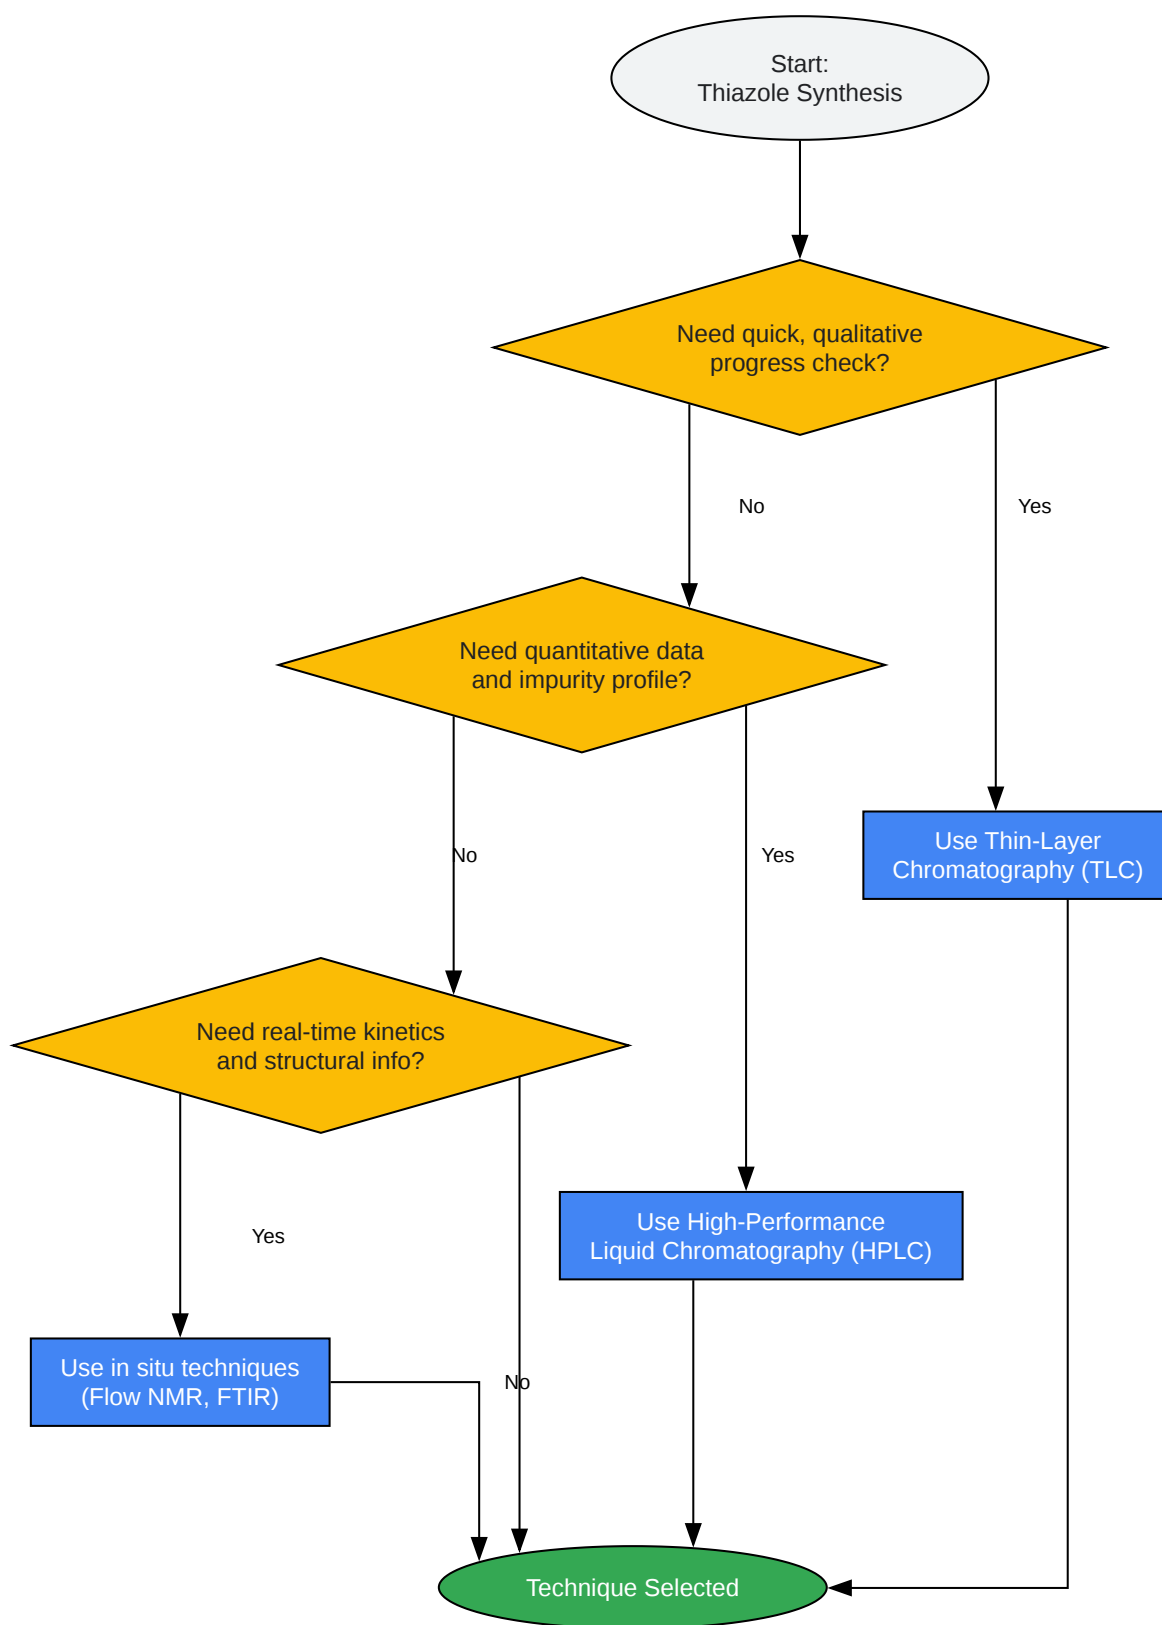 Start:
Thiazole Synthesis
Need quick, qualitative
progress check?
No
Yes
Need quantitative data
and impurity profile?
No
Yes
Use Thin-Layer
Chromatography (TLC)
Need real-time kinetics
and structural info?
Yes
Use High-Performance
Liquid Chromatography (HPLC)
Use in situ techniques
(Flow NMR, FTIR)
No
Technique Selected